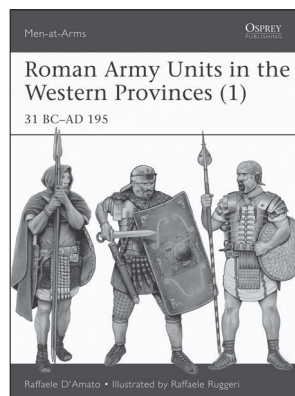 Men-at-Arms
OSPREY
PUBLISHING
Roman Army Units in the
Western Provinces (1)
31 BC–AD 195
Raffaele D'Amato • Illustrated by Raffaele Ruggeri